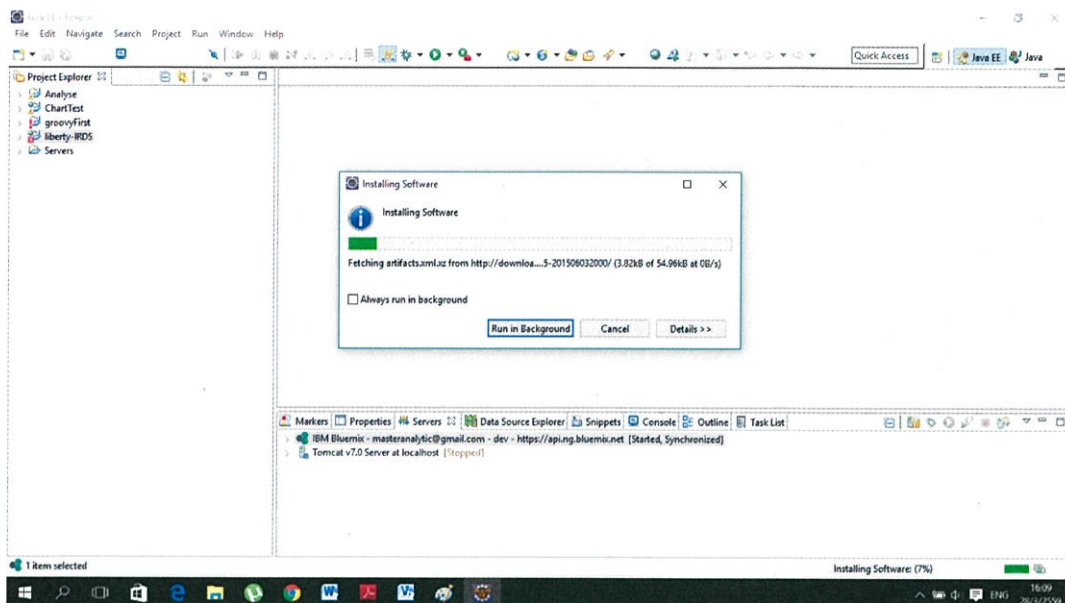 File Edit Navigate Search Project Run Window Help
Quick Access
Java EE
Java
Project Explorer
Analyse
ChartTest
groovyFirst
liberty-IRDS
Servers
Installing Software
Installing Software
Fetching artifacts.xml.xz from http://downloa....5-201506032000/ (3.82kB of 54.96kB at 0B/s)
Always run in background
Run in Background
Cancel
Details >>
Markers Properties Servers Data Source Explorer Snippets Console Outline Task List
IBM Bluemix - masteranalytic@gmail.com - dev - https://api.ng.bluemix.net [Started, Synchronized]
Tomcat v7.0 Server at localhost [Stopped]
1 item selected
Installing Software: (7%)
ENG
16:09
28/3/2559